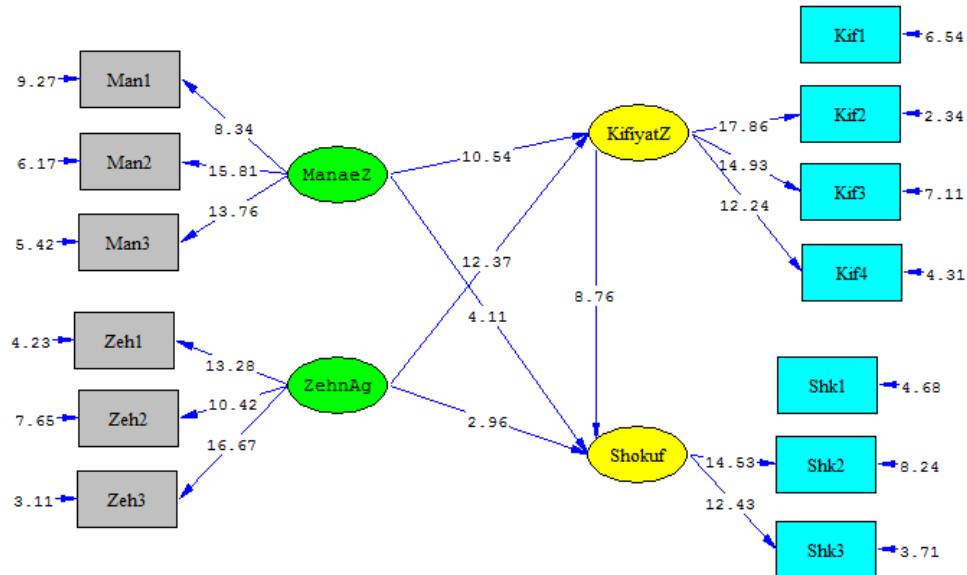 Kif1
6.54
9.27
Man1
Kif2
2.34
8.34
KifiyatZ
17.86
6.17
Man2
15.81
ManaeZ
10.54
14.93
Kif3
7.11
13.76
12.24
5.42
Man3
12.37
Kif4
4.31
8.76
4.11
4.23
Zeh1
13.28
ZehnAg
Shk1
4.68
7.65
Zeh2
10.42
2.96
16.67
Shokuf
14.53
Shk2
8.24
3.11
Zeh3
12.43
Shk3
3.71